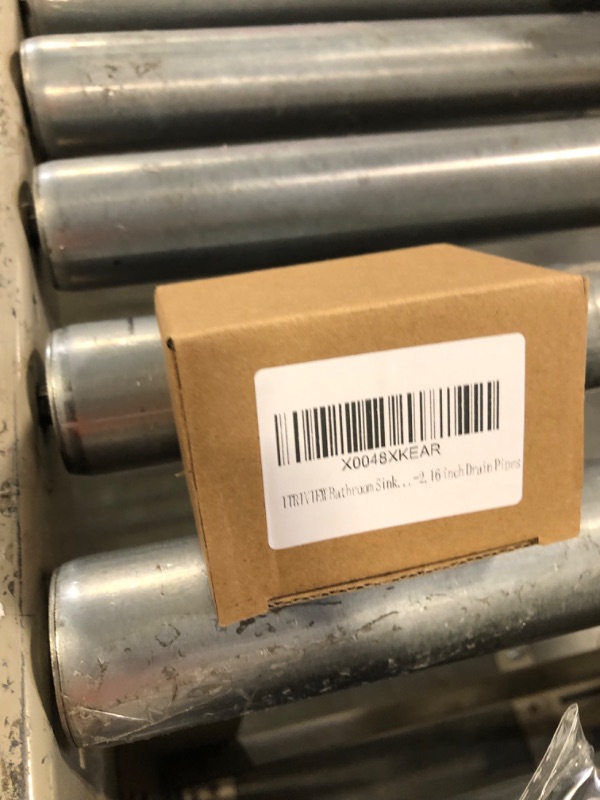 X0048XKEAR
Bathroom Sink...-2.16 inch Drain Pipes